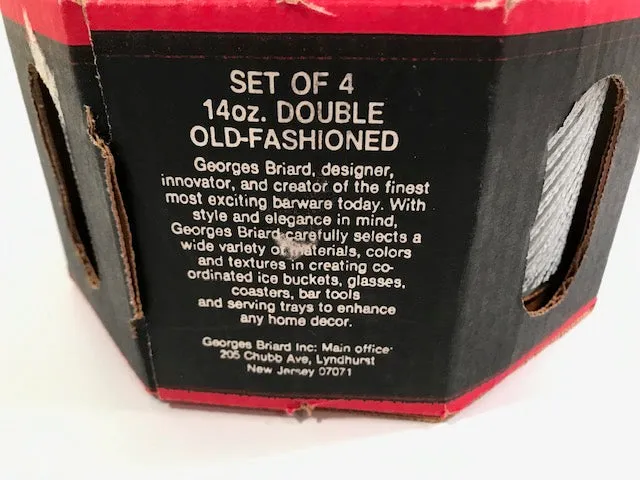 SET OF 4
14oz. DOUBLE
OLD-FASHIONED
Georges Briard, designer,
innovator, and creator of the finest
most exciting barware today. With
style and elegance in mind,
Georges Briard carefully selects a
wide variety of materials, colors
and textures in creating co-
ordinated ice buckets, glasses,
coasters, bar tools
and serving trays to enhance
any home decor.
Georges Briard Inc: Main office:
205 Chubb Ave, Lyndhurst
New Jersey 07071